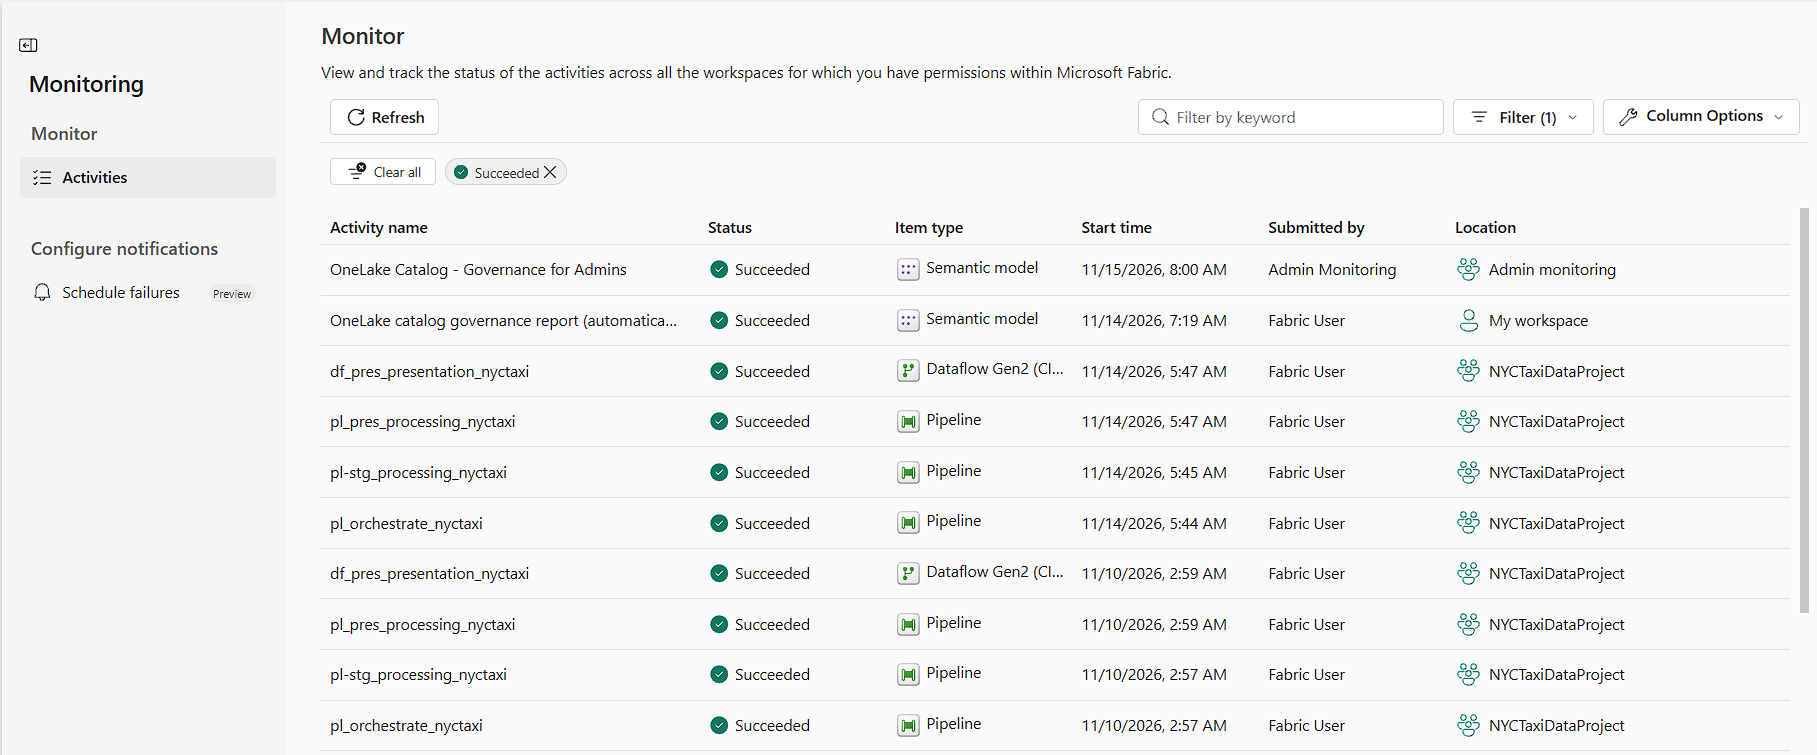 Monitoring
Monitor
Activities
Configure notifications
Schedule failures Preview
Monitor
View and track the status of the activities across all the workspaces for which you have permissions within Microsoft Fabric.
Refresh Filter by keyword Filter (1) Column Options
Clear all Succeeded
Activity name Status Item type Start time Submitted by Location
OneLake Catalog - Governance for Admins Succeeded Semantic model 11/15/2026, 8:00 AM Admin Monitoring Admin monitoring
OneLake catalog governance report (automatica... Succeeded Semantic model 11/14/2026, 7:19 AM Fabric User My workspace
df_pres_presentation_nyctaxi Succeeded Dataflow Gen2 (CI... 11/14/2026, 5:47 AM Fabric User NYCTaxiDataProject
pl_pres_processing_nyctaxi Succeeded Pipeline 11/14/2026, 5:47 AM Fabric User NYCTaxiDataProject
pl-stg_processing_nyctaxi Succeeded Pipeline 11/14/2026, 5:45 AM Fabric User NYCTaxiDataProject
pl_orchestrate_nyctaxi Succeeded Pipeline 11/14/2026, 5:44 AM Fabric User NYCTaxiDataProject
df_pres_presentation_nyctaxi Succeeded Dataflow Gen2 (CI... 11/10/2026, 2:59 AM Fabric User NYCTaxiDataProject
pl_pres_processing_nyctaxi Succeeded Pipeline 11/10/2026, 2:59 AM Fabric User NYCTaxiDataProject
pl-stg_processing_nyctaxi Succeeded Pipeline 11/10/2026, 2:57 AM Fabric User NYCTaxiDataProject
pl_orchestrate_nyctaxi Succeeded Pipeline 11/10/2026, 2:57 AM Fabric User NYCTaxiDataProject